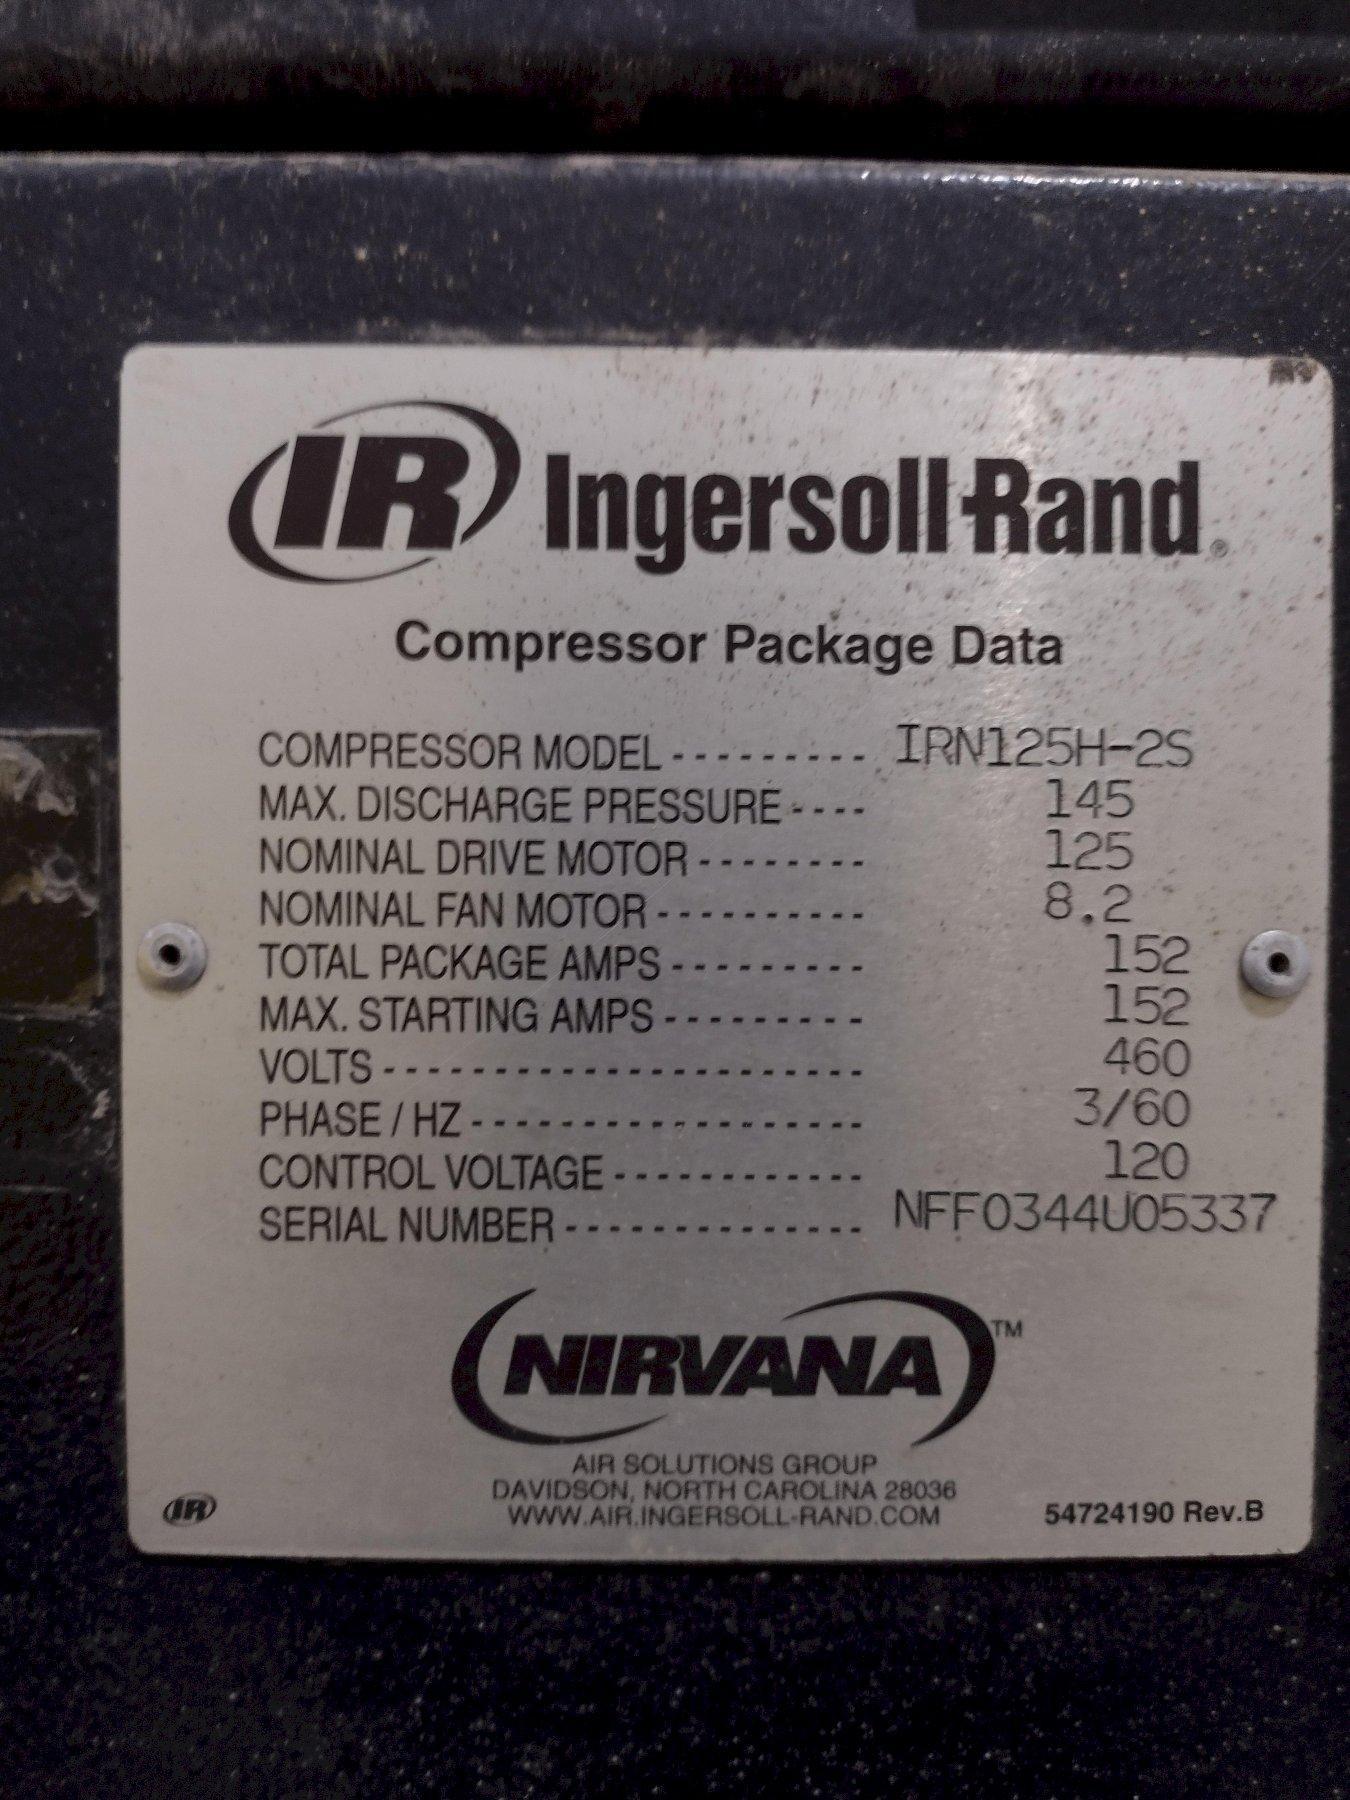 IR Ingersoll-Rand®
Compressor Package Data
COMPRESSOR MODEL --------- IRN125H-2S
MAX. DISCHARGE PRESSURE ---- 145
NOMINAL DRIVE MOTOR -------- 125
NOMINAL FAN MOTOR ---------- 8.2
TOTAL PACKAGE AMPS --------- 152
MAX. STARTING AMPS --------- 152
VOLTS ---------------------- 460
PHASE / HZ ------------------ 3/60
CONTROL VOLTAGE ------------ 120
SERIAL NUMBER -------------- NFF0344U05337
NIRVANA™
AIR SOLUTIONS GROUP
DAVIDSON, NORTH CAROLINA 28036
WWW.AIR.INGERSOLL-RAND.COM
IR
54724190 Rev.B